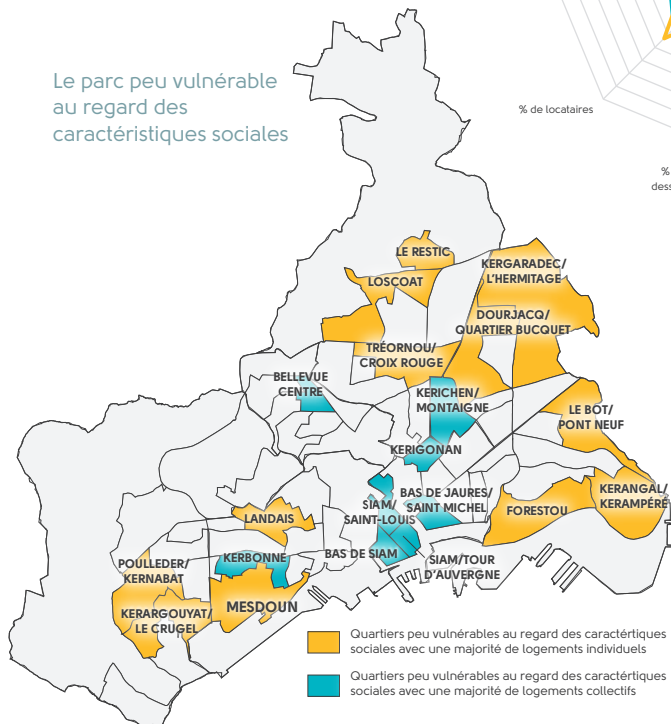 Le parc peu vulnérable
au regard des
caractéristiques sociales
% de locataires
%
dess
LE RESTIC
KERGARADEC/
L'HERMITAGE
LOSCOAT
DOURJACQ/
QUARTIER BUCQUET
TRÉORNOU/
CROIX ROUGE
BELLEVUE
CENTRE
KERICHEN/
MONTAIGNE
LE BOT/
PONT NEUF
KERIGONAN
BAS DE JAURES/
SAINT MICHEL
KERANGAL/
KERAMPÉRÉ
SIAM/
SAINT-LOUIS
FORESTOU
LANDAIS
BAS DE SIAM
SIAM/TOUR
D'AUVERGNE
POULLEDER/
KERNABAT
KERBONNE
KERARGOUYAT/
LE CRUGEL
MESDOUN
Quartiers peu vulnérables au regard des caractértiques
sociales avec une majorité de logements individuels
Quartiers peu vulnérables au regard des caractértiques
sociales avec une majorité de logements collectifs